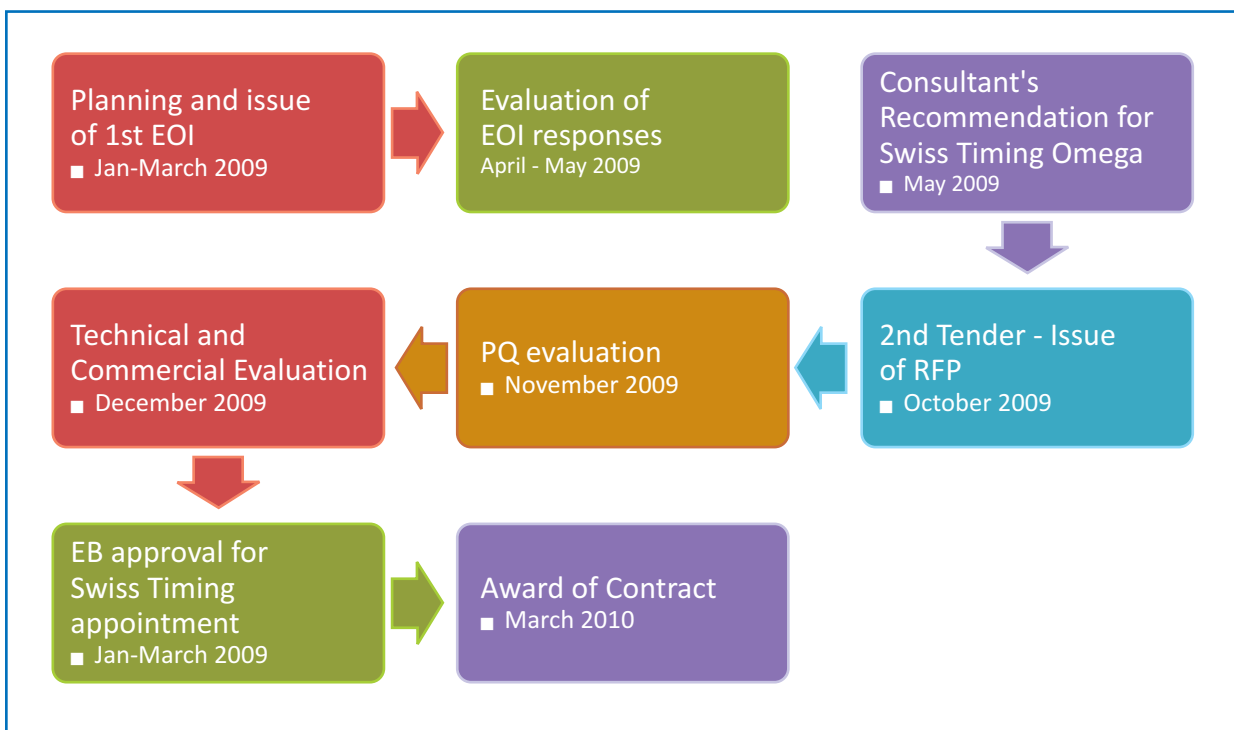 Planning and issue
of 1st EOI
▪ Jan-March 2009
Evaluation of
EOI responses
April - May 2009
Consultant's
Recommendation for
Swiss Timing Omega
▪ May 2009
2nd Tender - Issue
of RFP
▪ October 2009
PQ evaluation
▪ November 2009
Technical and
Commercial Evaluation
▪ December 2009
EB approval for
Swiss Timing
appointment
▪ Jan-March 2009
Award of Contract
▪ March 2010